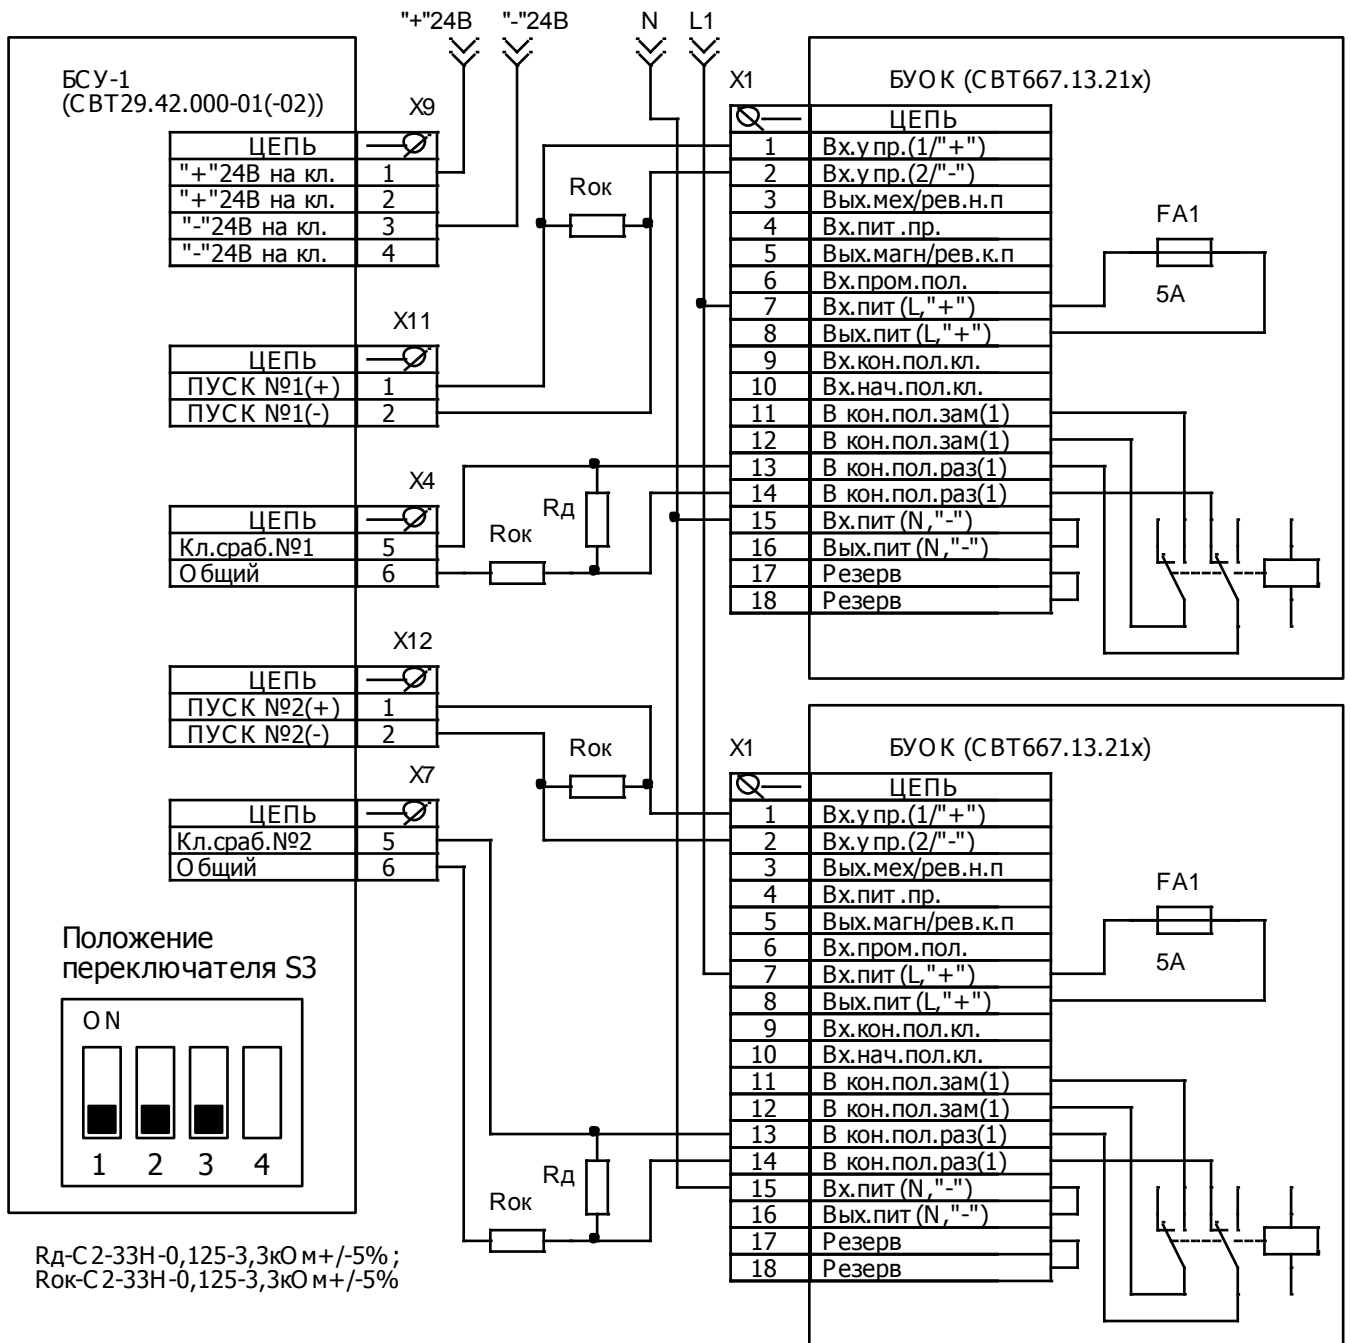 "+"24В "-"24В N L1
БСУ-1
(СВТ29.42.000-01(-02))
X9
ЦЕПЬ
"+"24В на кл. 1
"+"24В на кл. 2
"-"24В на кл. 3
"-"24В на кл. 4
X11
ЦЕПЬ
ПУСК №1(+) 1
ПУСК №1(-) 2
X4
ЦЕПЬ
Кл.сраб.№1 5
Общий 6
X12
ЦЕПЬ
ПУСК №2(+) 1
ПУСК №2(-) 2
X7
ЦЕПЬ
Кл.сраб.№2 5
Общий 6
Положение
переключателя S3
ON
1 2 3 4
Rд-С2-33Н-0,125-3,3кОм+/-5%;
Rок-С2-33Н-0,125-3,3кОм+/-5%
Rок
Rд
Rок
Rок
Rд
Rок
X1
БУОК (СВТ667.13.21х)
ЦЕПЬ
1 Вх.упр.(1/"+")
2 Вх.упр.(2/"-")
3 Вых.мех/рев.н.п
4 Вх.пит.пр.
5 Вых.магн/рев.к.п
6 Вх.пром.пол.
7 Вх.пит(L,"+")
8 Вых.пит(L,"+")
9 Вх.кон.пол.кл.
10 Вх.нач.пол.кл.
11 В кон.пол.зам(1)
12 В кон.пол.зам(1)
13 В кон.пол.раз(1)
14 В кон.пол.раз(1)
15 Вх.пит(N,"-")
16 Вых.пит(N,"-")
17 Резерв
18 Резерв
FA1
5А
X1
БУОК (СВТ667.13.21х)
ЦЕПЬ
1 Вх.упр.(1/"+")
2 Вх.упр.(2/"-")
3 Вых.мех/рев.н.п
4 Вх.пит.пр.
5 Вых.магн/рев.к.п
6 Вх.пром.пол.
7 Вх.пит(L,"+")
8 Вых.пит(L,"+")
9 Вх.кон.пол.кл.
10 Вх.нач.пол.кл.
11 В кон.пол.зам(1)
12 В кон.пол.зам(1)
13 В кон.пол.раз(1)
14 В кон.пол.раз(1)
15 Вх.пит(N,"-")
16 Вых.пит(N,"-")
17 Резерв
18 Резерв
FA1
5А